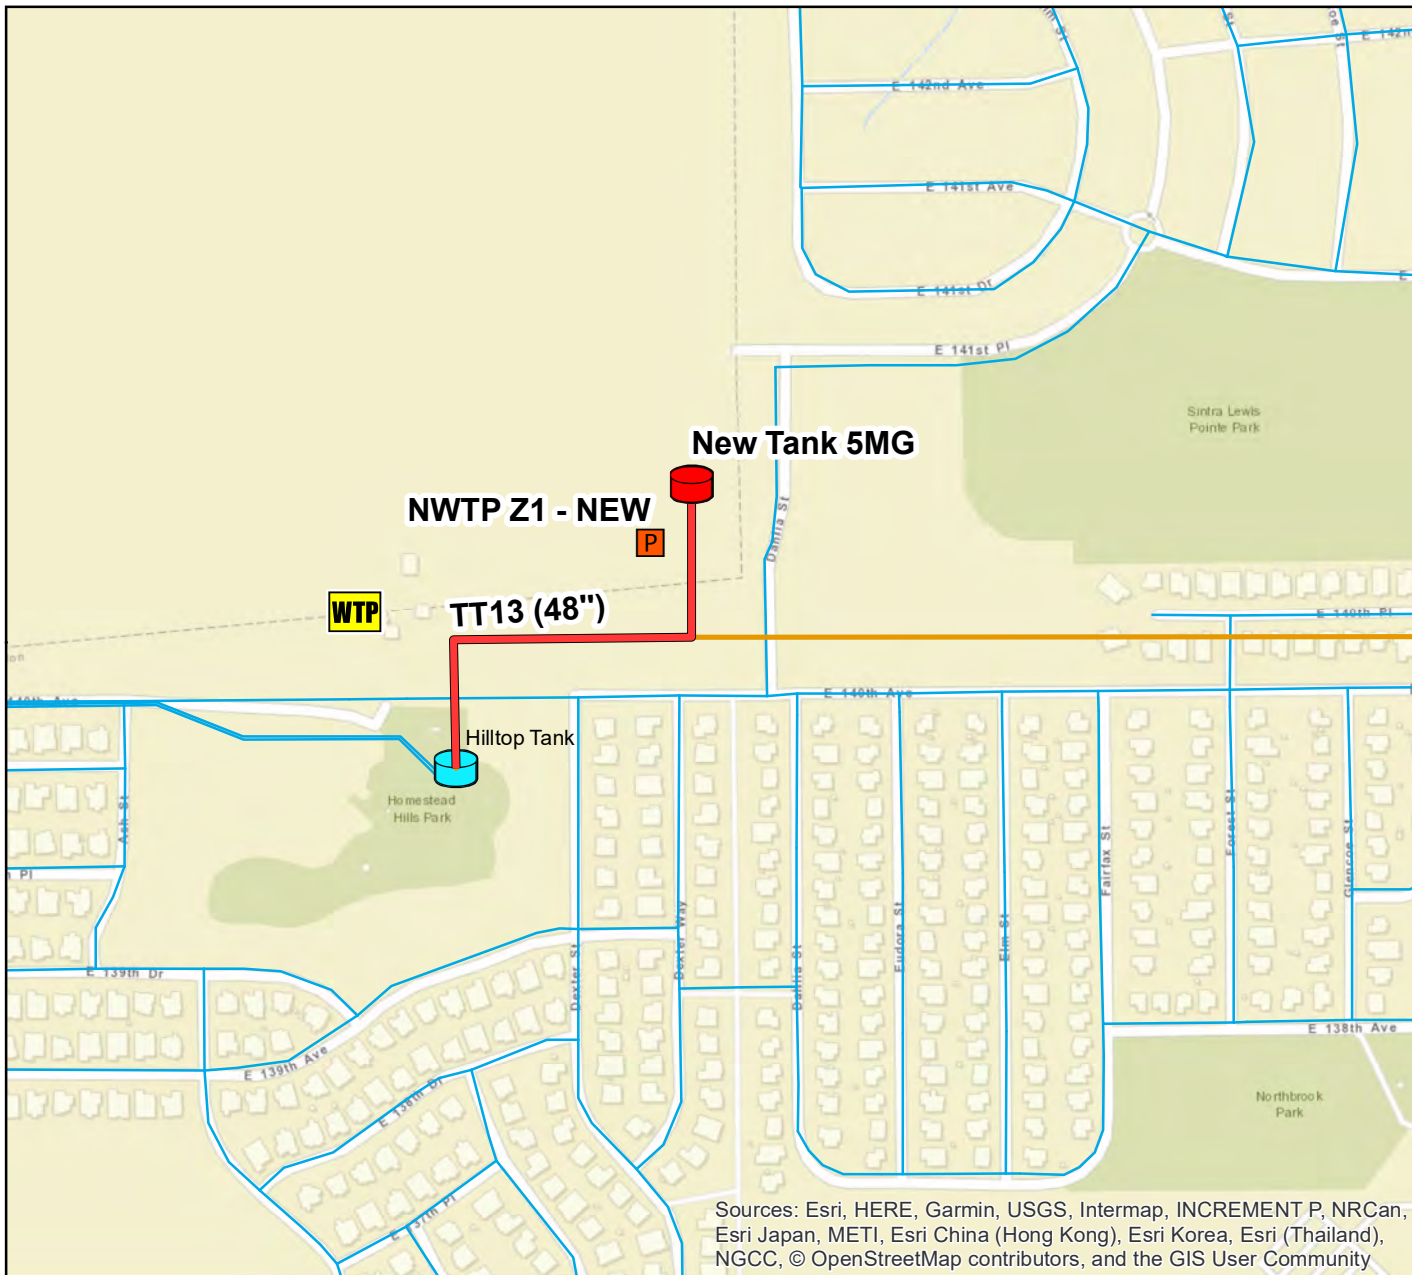 E 142nd Ave
E 142nd
E 141st Ave
E 141st Dr
E 141st Pl
Sintra Lewis
Pointe Park
New Tank 5MG
NWTP Z1 - NEW
P
Dahlia St
WTP
TT13 (48")
E 140th Pl
E 140th Ave
140th Ave
Hilltop Tank
Homestead
Hills Park
Ash St
Pl
Dexter Way
Dexter St
Dahlia St
Eudora St
Elm St
Fairfax St
Forest St
Glencoe St
E 139th Dr
E 139th Ave
E 138th Dr
E 138th Ave
E 137th Pl
Northbrook
Park
Sources: Esri, HERE, Garmin, USGS, Intermap, INCREMENT P, NRCan,
Esri Japan, METI, Esri China (Hong Kong), Esri Korea, Esri (Thailand),
NGCC, © OpenStreetMap contributors, and the GIS User Community